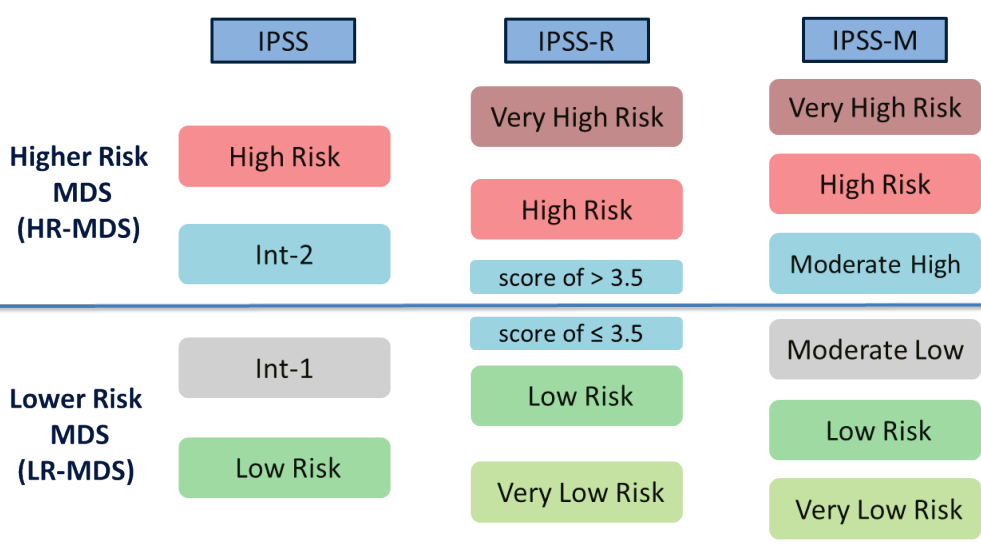 IPSS
IPSS-R
IPSS-M
Higher Risk
MDS
(HR-MDS)
High Risk
Int-2
Very High Risk
High Risk
score of > 3.5
Very High Risk
High Risk
Moderate High
Lower Risk
MDS
(LR-MDS)
Int-1
Low Risk
score of ≤ 3.5
Low Risk
Very Low Risk
Moderate Low
Low Risk
Very Low Risk